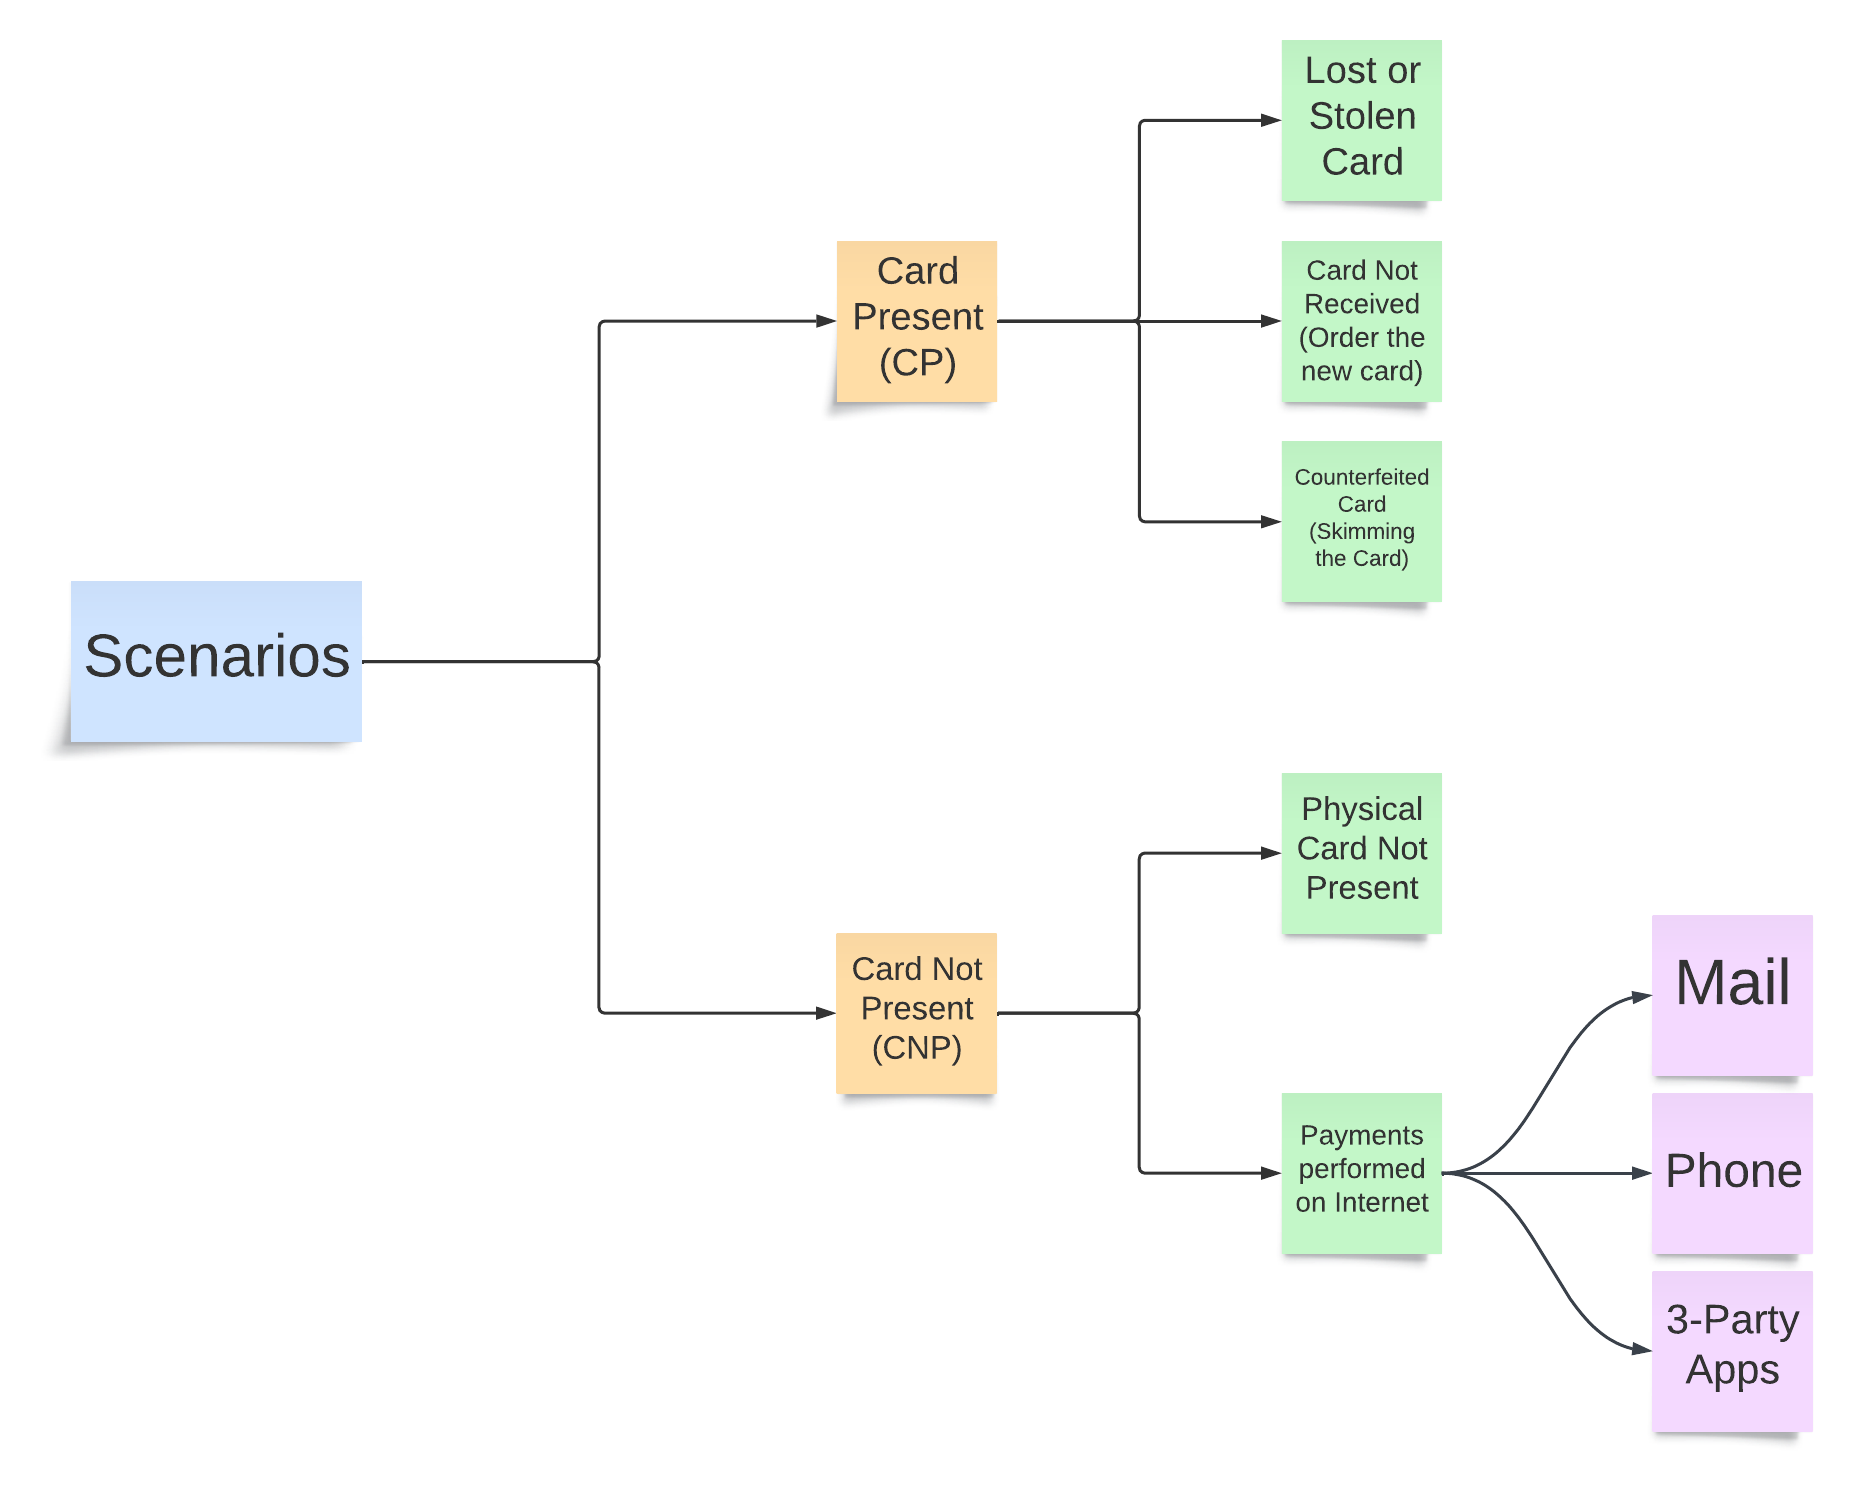 Lost or
Stolen
Card
Card
Present
(CP)
Card Not
Received
(Order the
new card)
Counterfeited
Card
(Skimming
the Card)
Scenarios
Physical
Card Not
Present
Card Not
Present
(CNP)
Payments
performed
on Internet
Mail
Phone
3-Party
Apps